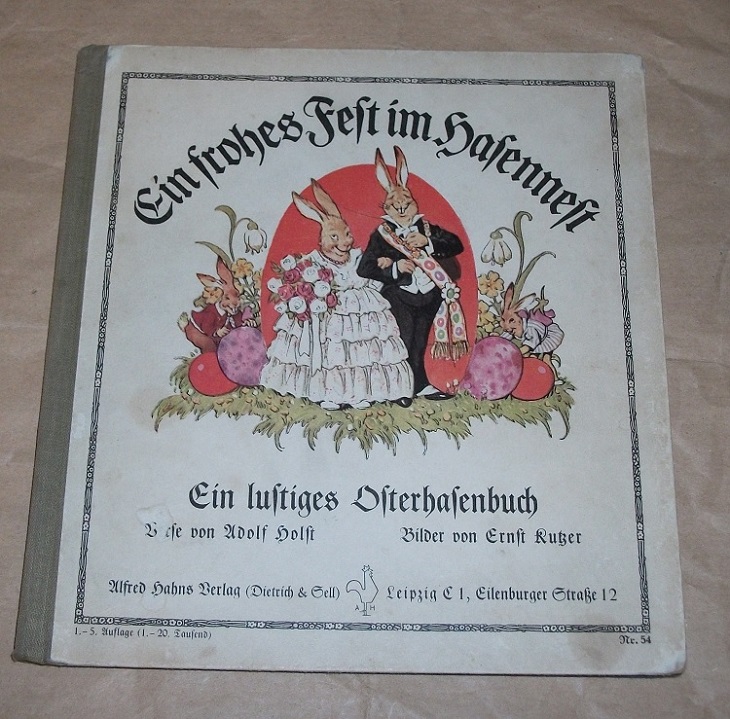 Ein frohes Fest im Hasennest
Ein lustiges Osterhasenbuch
von Adolf Holst
Bilder von Ernst Kutzer
Alfred Hahns Verlag (Dietrich & Sell)
A H
Leipzig C 1, Eilenburger Straße 12
1.-5. Auflage (1.-20. Tausend)
Nr. 54